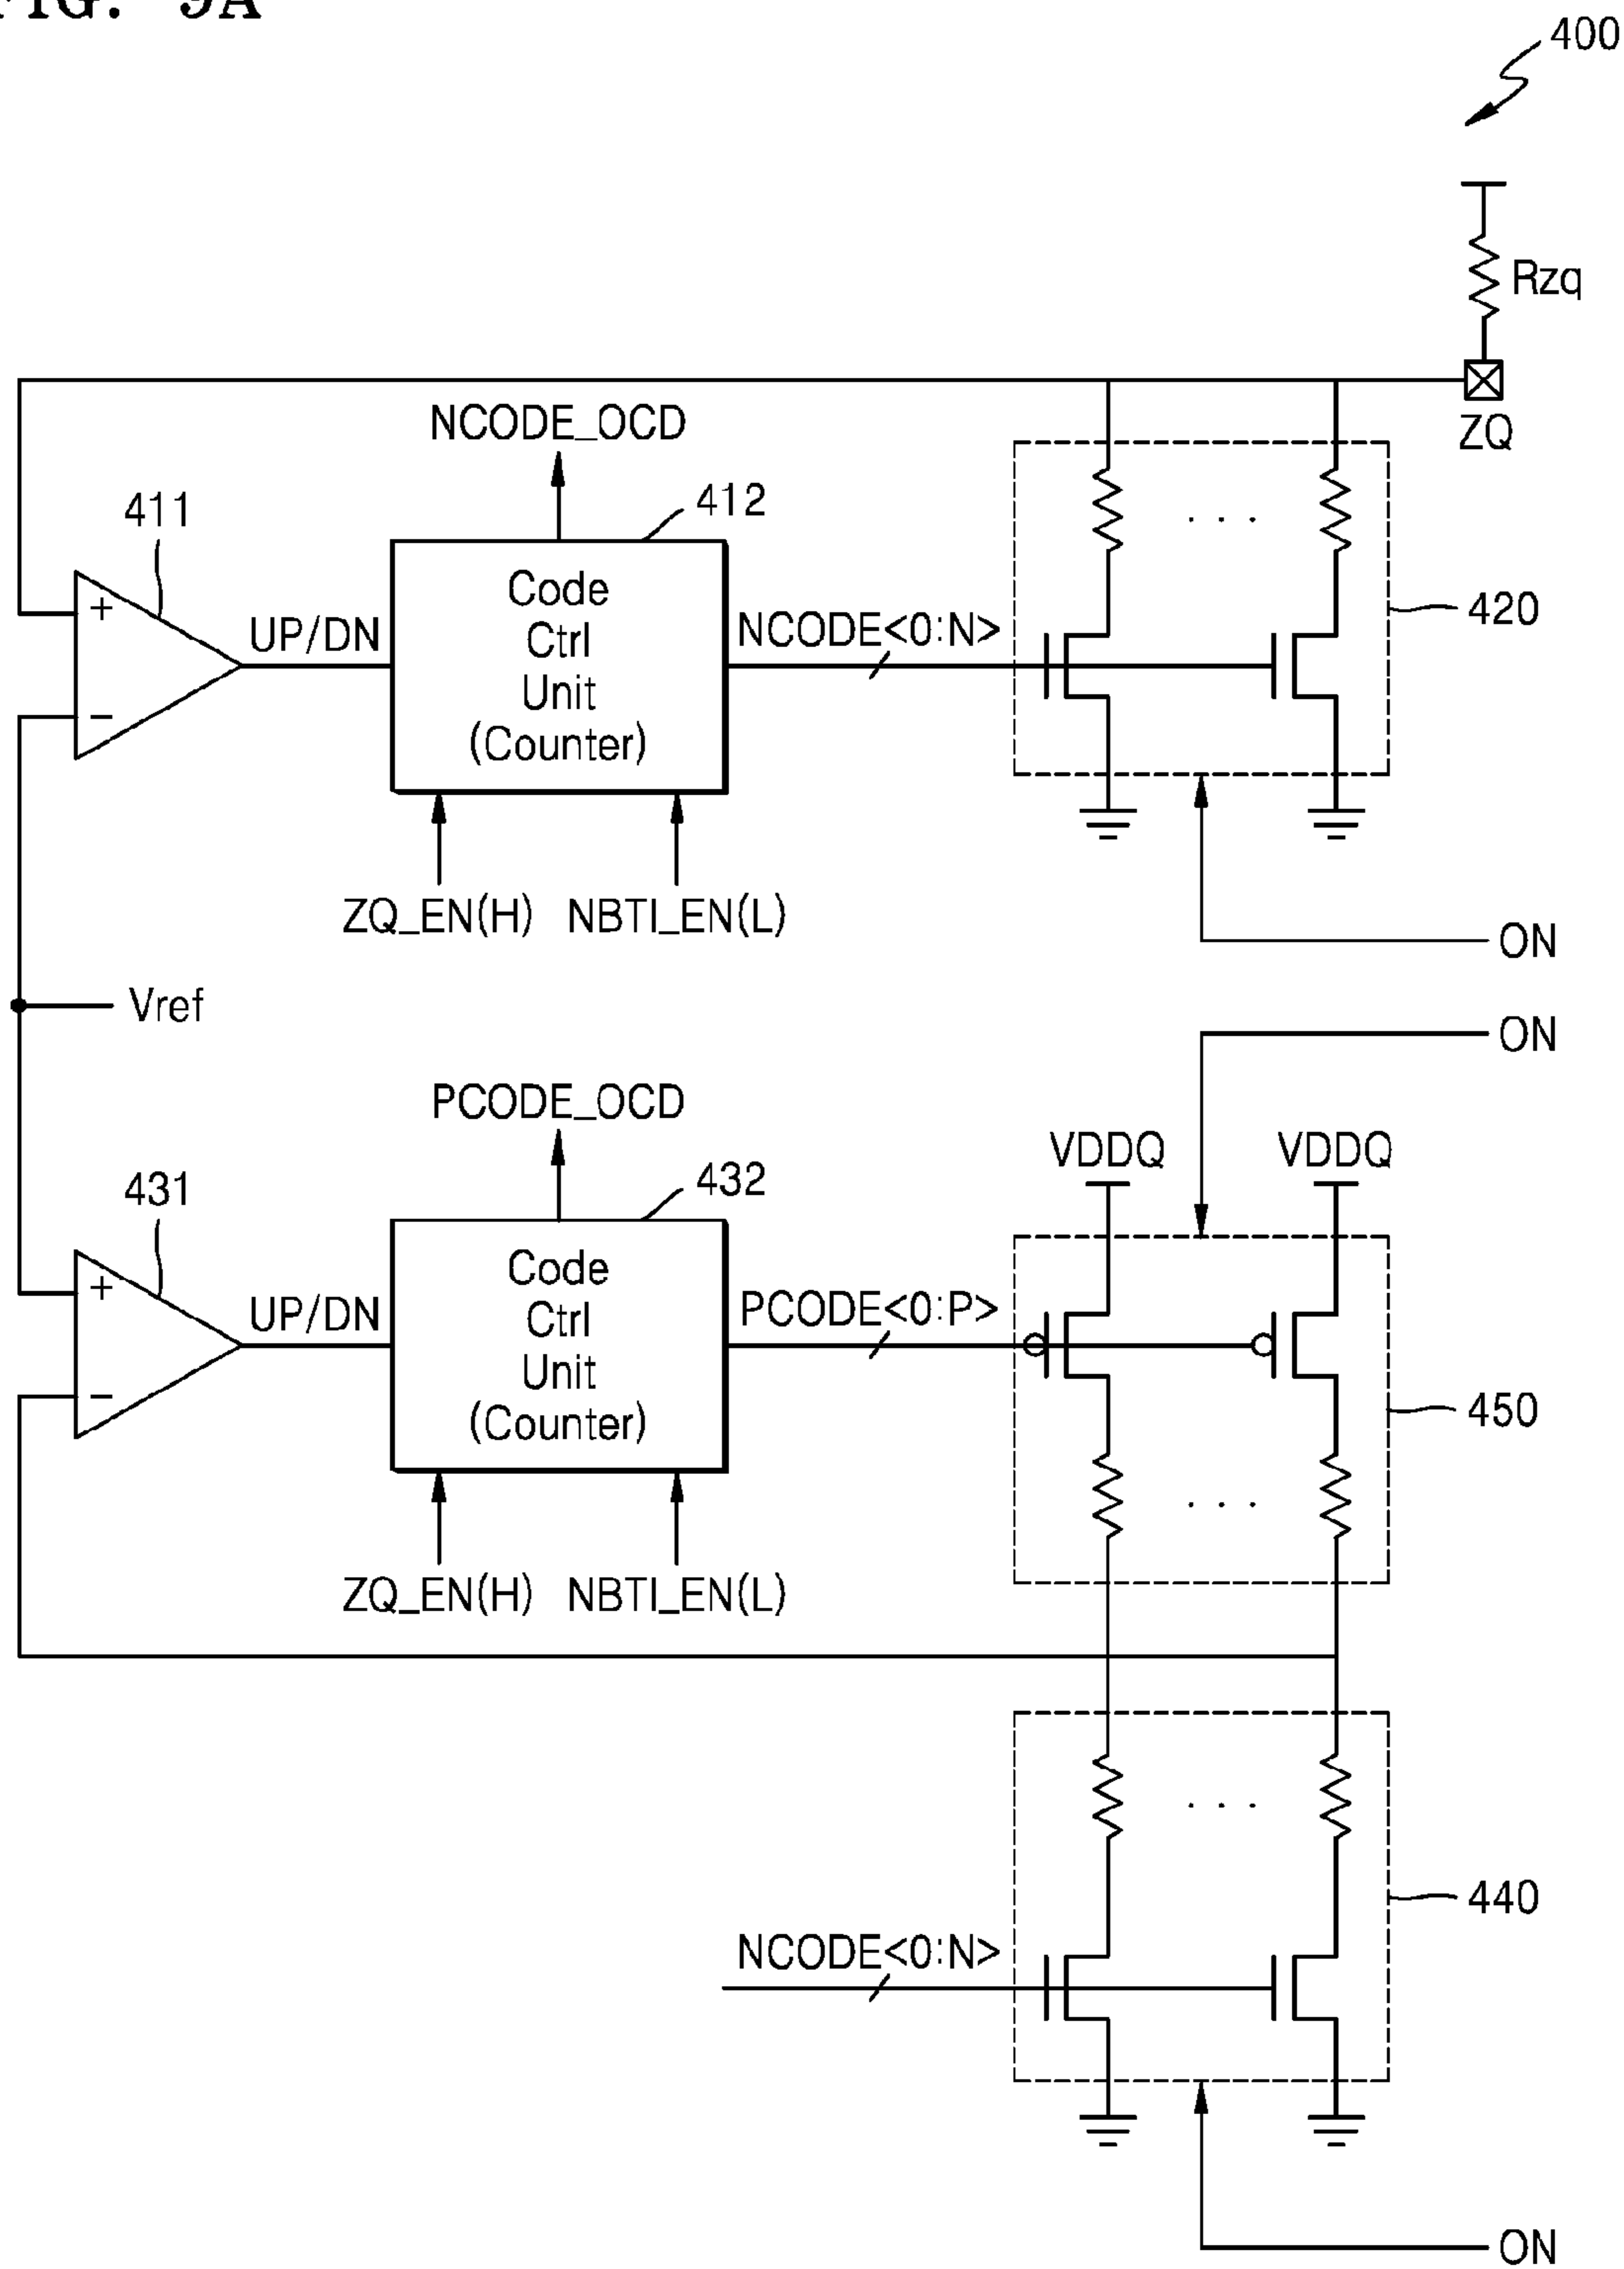 FIG. 9A
400
Rzq
ZQ
NCODE_OCD
411
412
+
-
UP/DN
Code
Ctrl
Unit
(Counter)
NCODE<0:N>
420
. . .
ZQ_EN(H) NBTI_EN(L)
ON
Vref
ON
PCODE_OCD
VDDQ VDDQ
431
432
+
-
UP/DN
Code
Ctrl
Unit
(Counter)
PCODE<0:P>
450
. . .
ZQ_EN(H) NBTI_EN(L)
. . .
440
NCODE<0:N>
ON